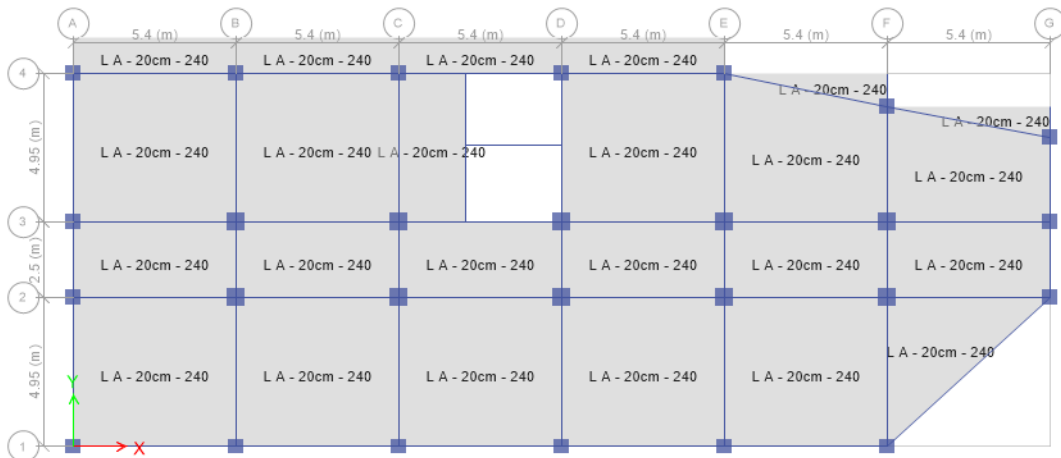 A B C D E F G
5.4 (m) 5.4 (m) 5.4 (m) 5.4 (m) 5.4 (m) 5.4 (m)
L A - 20cm - 240 L A - 20cm - 240 L A - 20cm - 240 L A - 20cm - 240
4
L A - 20cm - 240
L A - 20cm - 240
4.95 (m)
L A - 20cm - 240 L A - 20cm - 240 L A - 20cm - 240 L A - 20cm - 240 L A - 20cm - 240
L A - 20cm - 240
3
2.5 (m)
L A - 20cm - 240 L A - 20cm - 240 L A - 20cm - 240 L A - 20cm - 240 L A - 20cm - 240 L A - 20cm - 240
2
L A - 20cm - 240
4.95 (m)
L A - 20cm - 240 L A - 20cm - 240 L A - 20cm - 240 L A - 20cm - 240 L A - 20cm - 240
Y
1
X